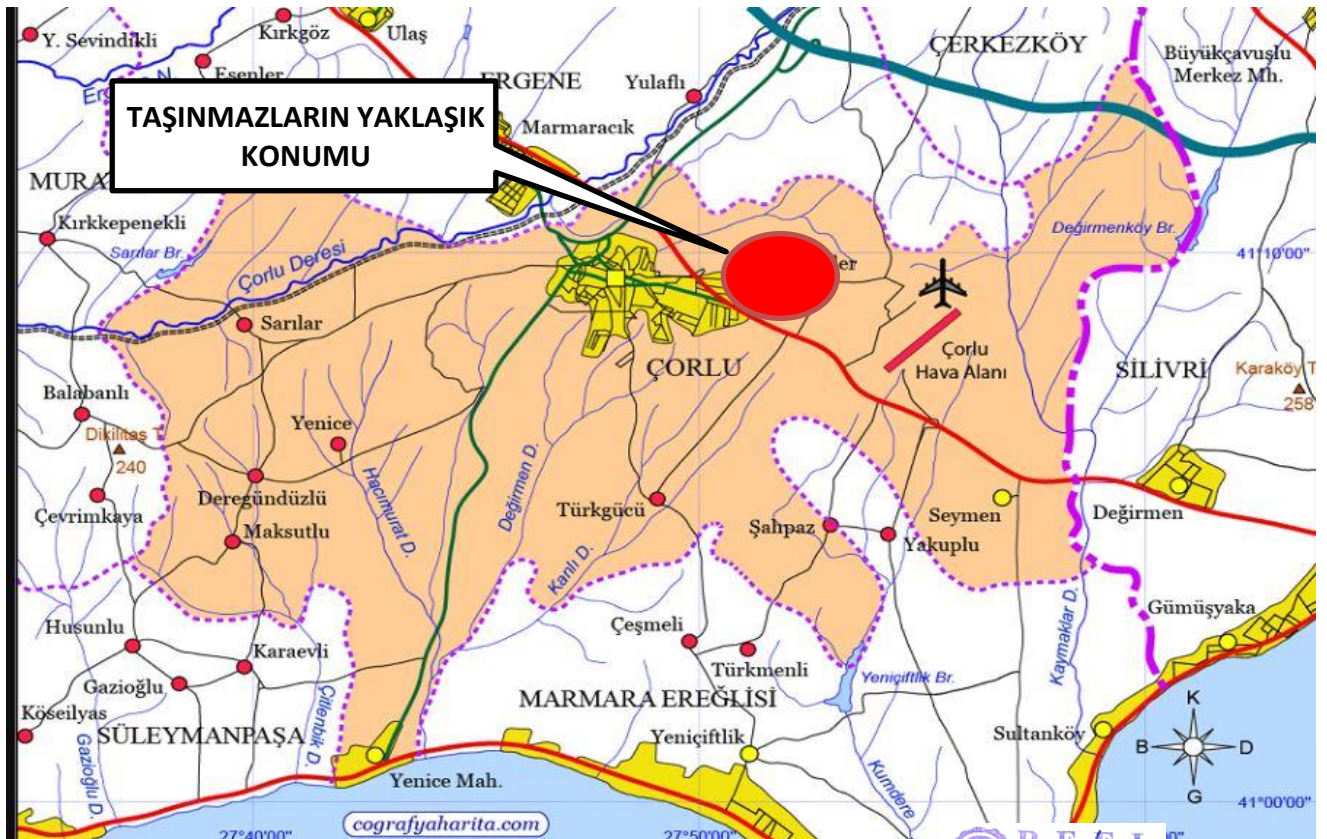 Y. Sevindikli
Kırkgöz
Ulaş
ÇERKEZKÖY
Büyükçavuşlu
Merkez Mh.
Esenler
ERGENE
Yulaflı
TAŞINMAZLARIN YAKLAŞIK
KONUMU
Marmaracık
Kırkkepenekli
Sarılar Br.
Çorlu Deresi
Değirmenköy Br.
41°10'00"
Sarılar
ÇORLU
Çorlu
Hava Alanı
SİLİVRİ
Karaköy T
258
Balabanlı
Dikilitaş T.
240
Yenice
Deregündüzlü
Hacımurat D.
Değirmen D.
Türkgücü
Şahpaz
Seymen
Değirmen
Çevrimkaya
Maksutlu
Yakuplu
Kanlı D.
Kaymaklar D.
Gümüşyaka
Husunlu
Karaevli
Çeşmeli
Türkmenli
Gazioğlu
Yeniçiftlik Br.
MARMARA EREĞLİSİ
Köseilyas
SÜLEYMANPAŞA
Gazioğlu D.
Yeniçiftlik
Sultanköy
K
B
D
G
Yenice Mah.
Kumdere
41°00'00"
cografyaharita.com
27°40'00"
27°50'00"